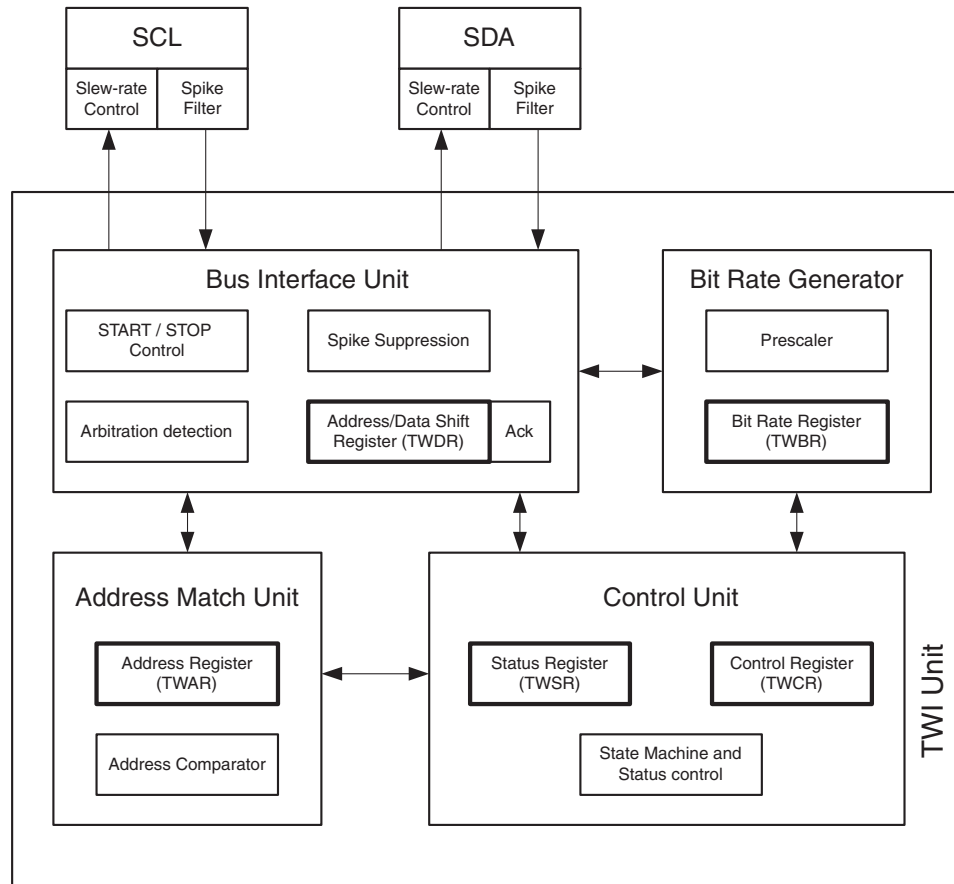 SCL
Slew-rate
Control
Spike
Filter
SDA
Slew-rate
Control
Spike
Filter
Bus Interface Unit
START / STOP
Control
Spike Suppression
Arbitration detection
Address/Data Shift
Register (TWDR)
Ack
Bit Rate Generator
Prescaler
Bit Rate Register
(TWBR)
Address Match Unit
Address Register
(TWAR)
Address Comparator
Control Unit
Status Register
(TWSR)
Control Register
(TWCR)
State Machine and
Status control
TWI Unit